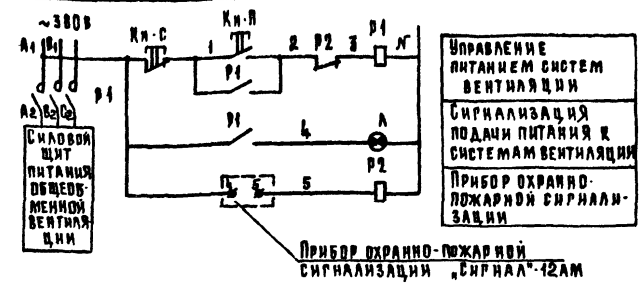 ~380В
А1 В1
А2 В2 С2
Р1
СИЛОВОЙ
ЩИТ
ПИТАНИЯ
ОБЩЕОБ-
МЕННОЙ
ВЕНТИЛЯ-
ЦИИ
Кн-С
1
Кн-П
Р1
2
Р2
3
Р1
N
Р1
4
Л
5
Р2
УПРАВЛЕНИЕ
ПИТАНИЕМ СИСТЕМ
ВЕНТИЛЯЦИИ
СИГНАЛИЗАЦИЯ
ПОДАЧИ ПИТАНИЯ К
СИСТЕМАМ ВЕНТИЛЯЦИИ
ПРИБОР ОХРАННО-
ПОЖАРНОЙ СИГНАЛИ-
ЗАЦИИ
ПРИБОР ОХРАННО-ПОЖАРНОЙ
СИГНАЛИЗАЦИИ „СИГНАЛ"-12АМ